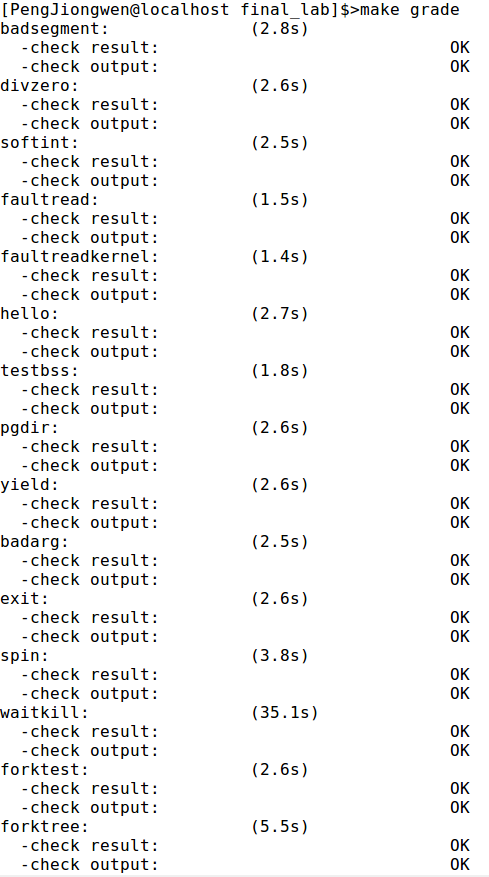 [PengJiongwen@localhost final_lab]$>make grade
badsegment:              (2.8s)
  -check result:                             OK
  -check output:                             OK
divzero:                 (2.6s)
  -check result:                             OK
  -check output:                             OK
softint:                 (2.5s)
  -check result:                             OK
  -check output:                             OK
faultread:               (1.5s)
  -check result:                             OK
  -check output:                             OK
faultreadkernel:         (1.4s)
  -check result:                             OK
  -check output:                             OK
hello:                   (2.7s)
  -check result:                             OK
  -check output:                             OK
testbss:                 (1.8s)
  -check result:                             OK
  -check output:                             OK
pgdir:                   (2.6s)
  -check result:                             OK
  -check output:                             OK
yield:                   (2.6s)
  -check result:                             OK
  -check output:                             OK
badarg:                  (2.5s)
  -check result:                             OK
  -check output:                             OK
exit:                    (2.6s)
  -check result:                             OK
  -check output:                             OK
spin:                    (3.8s)
  -check result:                             OK
  -check output:                             OK
waitkill:                (35.1s)
  -check result:                             OK
  -check output:                             OK
forktest:                (2.6s)
  -check result:                             OK
  -check output:                             OK
forktree:                (5.5s)
  -check result:                             OK
  -check output:                             OK